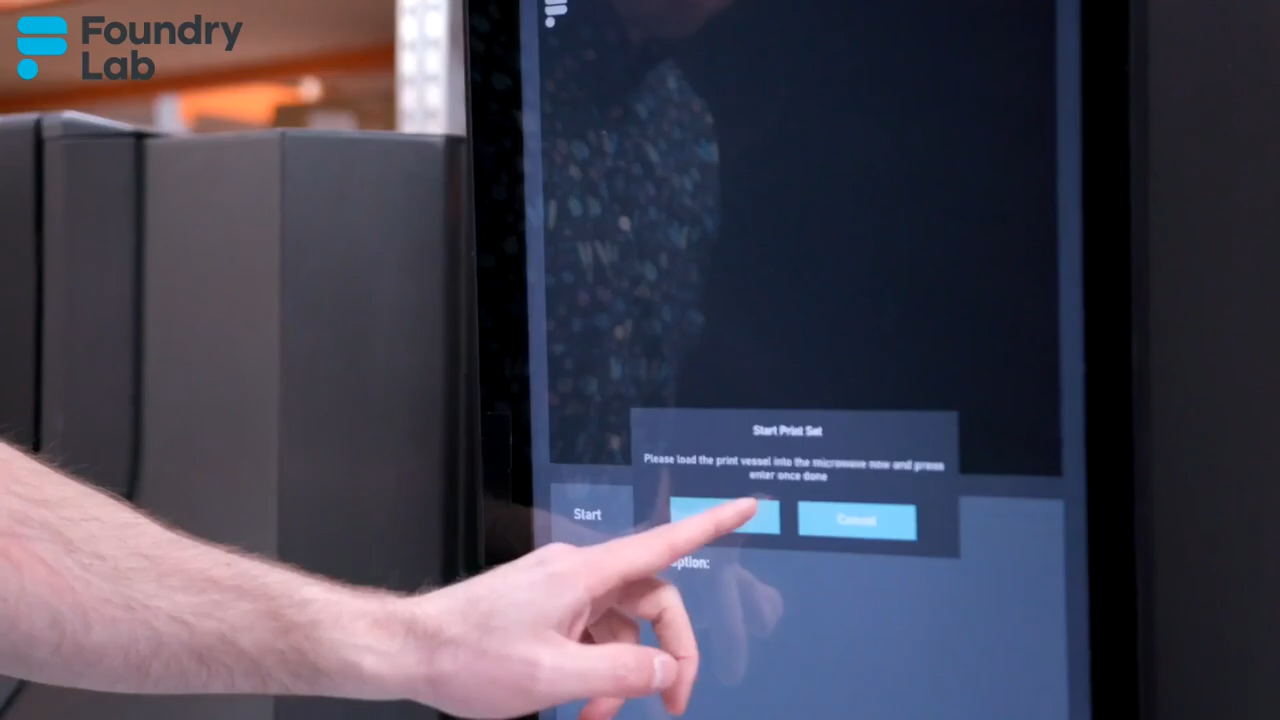 Foundry
Lab
Start Print Set
Please load the print vessel into the microwave now and press
enter once done
Start
Cancel
ption: